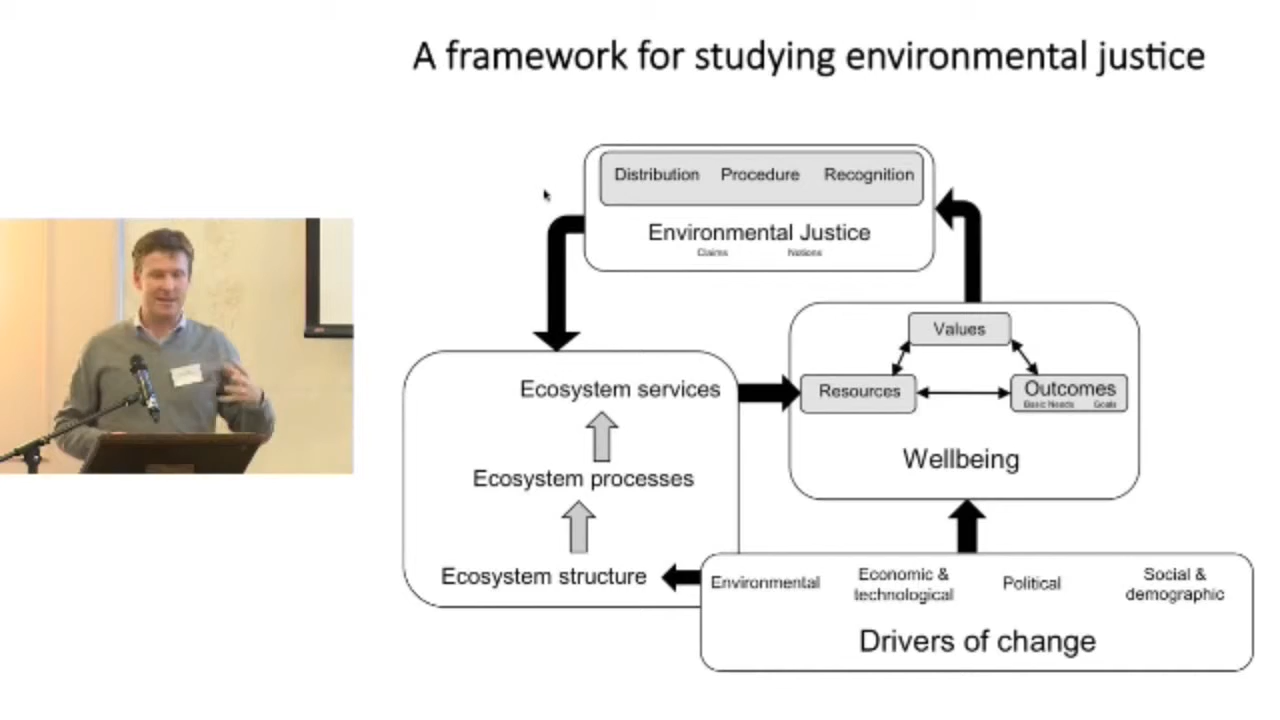 A framework for studying environmental justice
Distribution Procedure Recognition
Environmental Justice
Claims Notions
Values
Resources
Outcomes
Basic Needs Goals
Wellbeing
Ecosystem services
Ecosystem processes
Ecosystem structure
Environmental
Economic &
technological
Political
Social &
demographic
Drivers of change